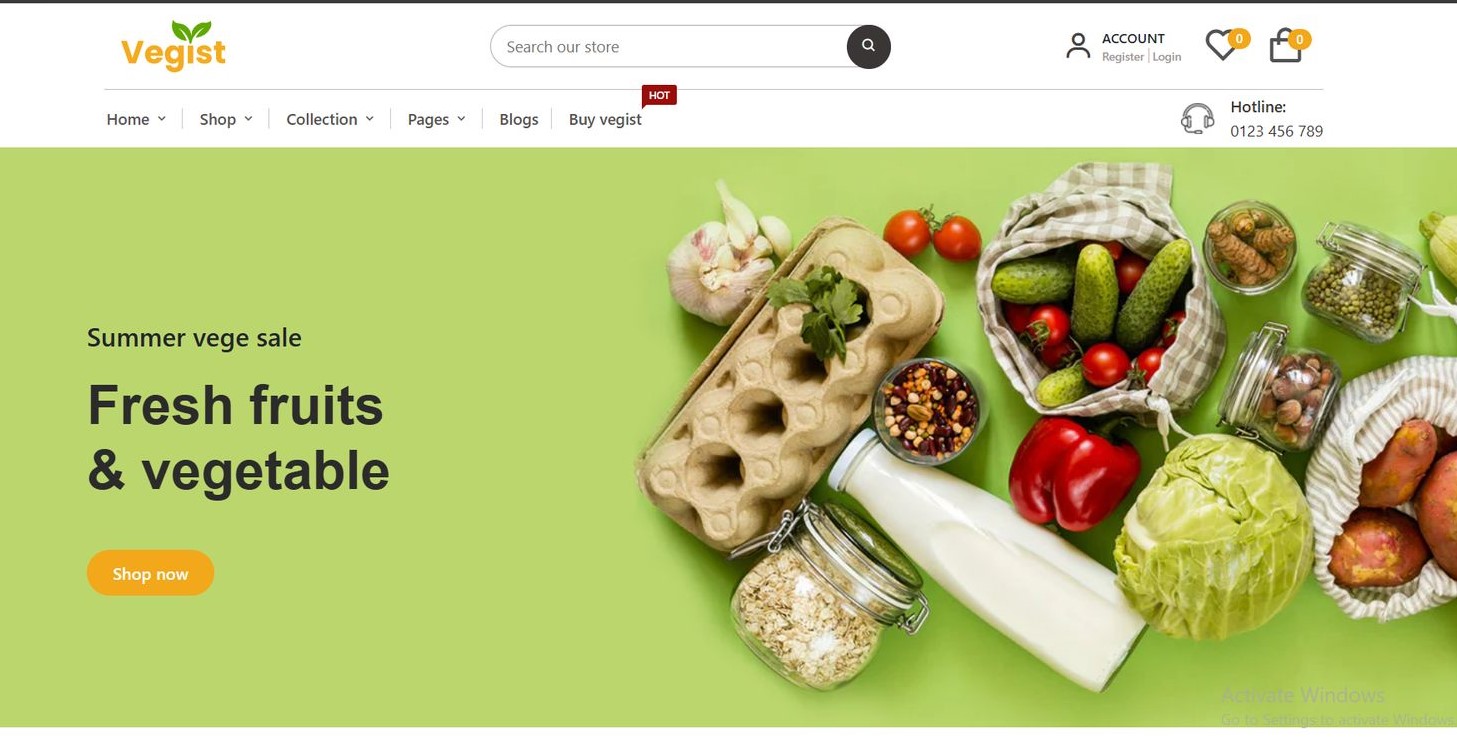 Vegist
Search our store
ACCOUNT
Register Login
0
0
Home
Shop
Collection
Pages
Blogs
Buy vegist
HOT
Hotline:
0123 456 789
Summer vege sale
Fresh fruits
& vegetable
Shop now
Activate Windows
Go to Settings to activate Windows